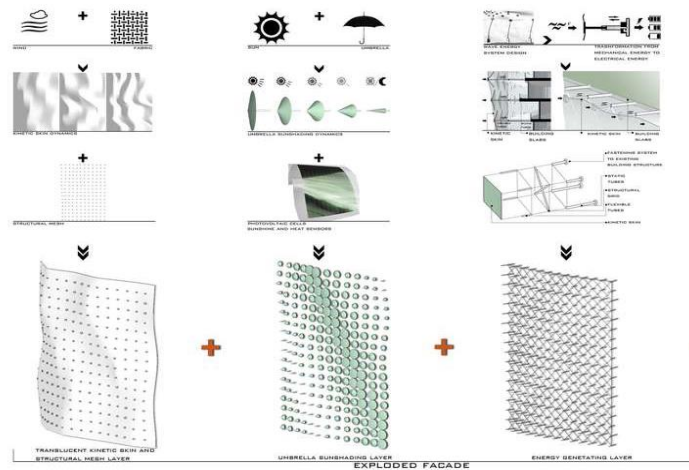 WIND
FABRIC
SUN
UMBRELLA
WAVE ENERGY
SYSTEM DESIGN
TRANSFORMATION FROM
MECHANICAL ENERGY TO
ELECTRICAL ENERGY
KINETIC SKIN DYNAMICS
UMBRELLA SUNSHADING DYNAMICS
KINETIC
SKIN
BUILDING
GLASS
KINETIC SKIN
BUILDING
GLASS
STRUCTURAL MESH
PHOTOVOLTAIC CELLS
SUNSHINE AND HEAT SENSORS
FASTENING SYSTEM
TO EXISTING
BUILDING STRUCTURE
STATIC
TUBES
STRUCTURAL
GRID
FLEXIBLE
TUBES
KINETIC SKIN
TRANSLUCENT KINETIC SKIN AND
STRUCTURAL MESH LAYER
UMBRELLA SUNSHADING LAYER
ENERGY GENETATING LAYER
EXPLODED FACADE